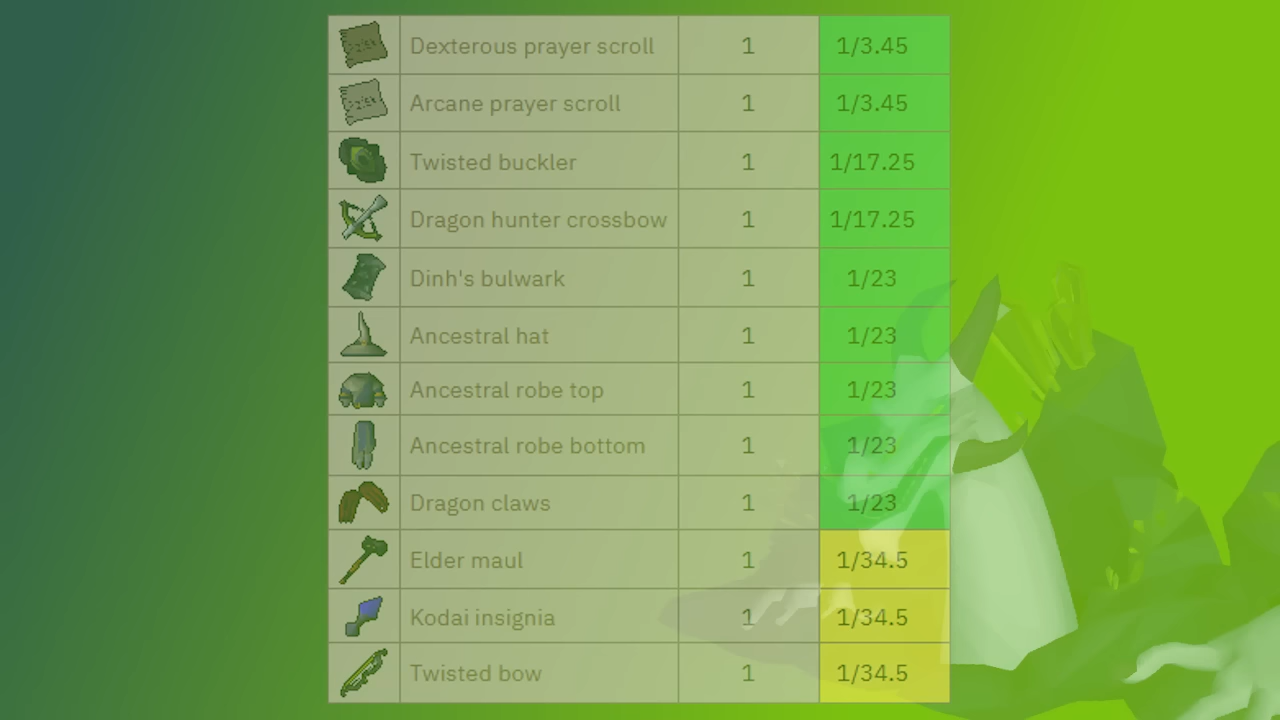 Dexterous prayer scroll 1 1/3.45
Arcane prayer scroll 1 1/3.45
Twisted buckler 1 1/17.25
Dragon hunter crossbow 1 1/17.25
Dinh's bulwark 1 1/23
Ancestral hat 1 1/23
Ancestral robe top 1 1/23
Ancestral robe bottom 1 1/23
Dragon claws 1 1/23
Elder maul 1 1/34.5
Kodai insignia 1 1/34.5
Twisted bow 1 1/34.5